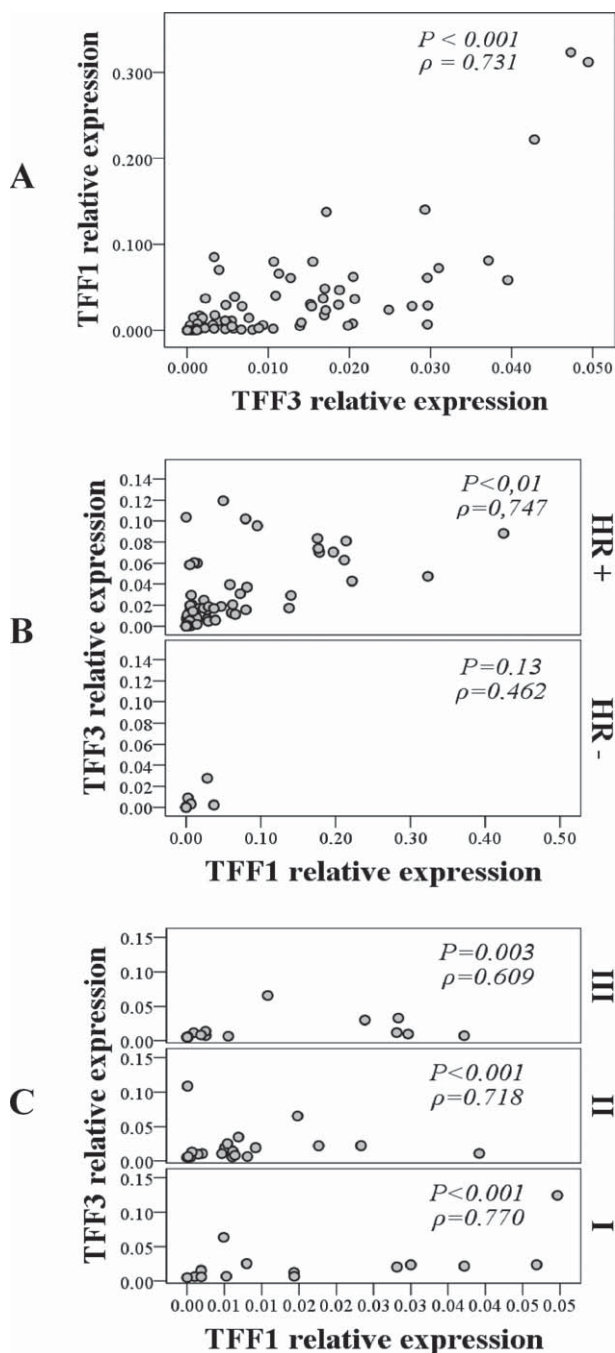 A
P < 0.001
ρ = 0.731
TFF1 relative expression
0.300
0.200
0.100
0.000
0.000 0.010 0.020 0.030 0.040 0.050
TFF3 relative expression
B
P<0,01
ρ=0,747
HR+
TFF3 relative expression
0.14
0.12
0.10
0.08
0.06
0.04
0.02
0.00
P=0.13
ρ=0.462
HR -
0.14
0.12
0.10
0.08
0.06
0.04
0.02
0.00
0.00 0.10 0.20 0.30 0.40 0.50
TFF1 relative expression
C
P=0.003
ρ=0.609
III
TFF3 relative expression
0.15
0.10
0.05
0.00
P<0.001
ρ=0.718
II
0.15
0.10
0.05
0.00
P<0.001
ρ=0.770
I
0.15
0.10
0.05
0.00
0.00 0.01 0.01 0.02 0.02 0.03 0.03 0.04 0.04 0.05 0.05
TFF1 relative expression